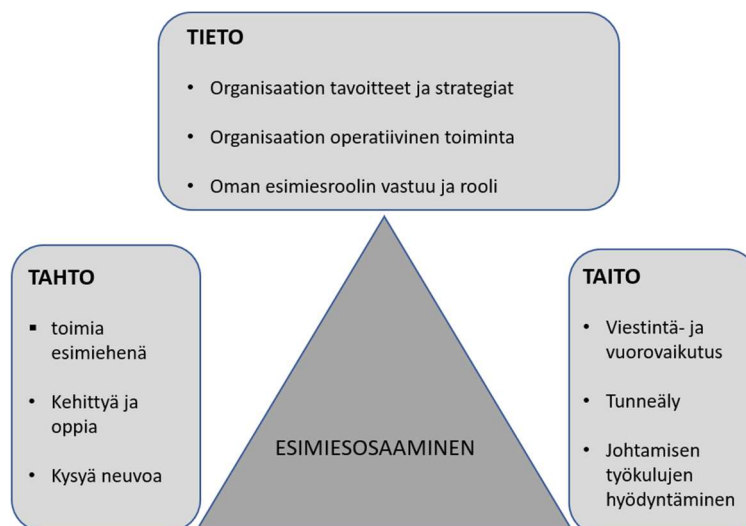 TIETO
• Organisaation tavoitteet ja strategiat
• Organisaation operatiivinen toiminta
• Oman esimiesroolin vastuu ja rooli
TAHTO
▪ toimia
esimiehenä
• Kehittyä ja
oppia
• Kysyä neuvoa
ESIMIESOSAAMINEN
TAITO
• Viestintä- ja
vuorovaikutus
• Tunneäly
• Johtamisen
työkulujen
hyödyntäminen